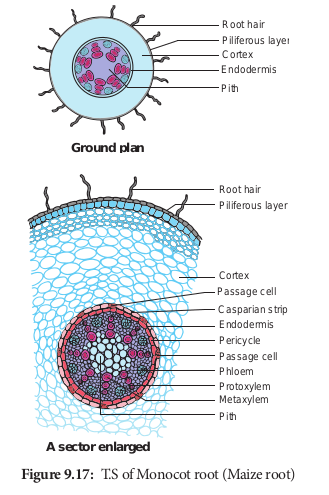 Root hair
Piliferous layer
Cortex
Endodermis
Pith
Ground plan
Root hair
Piliferous layer
Cortex
Passage cell
Casparian strip
Endodermis
Pericycle
Passage cell
Phloem
Protoxylem
Metaxylem
Pith
A sector enlarged
Figure 9.17: T.S of Monocot root (Maize root)